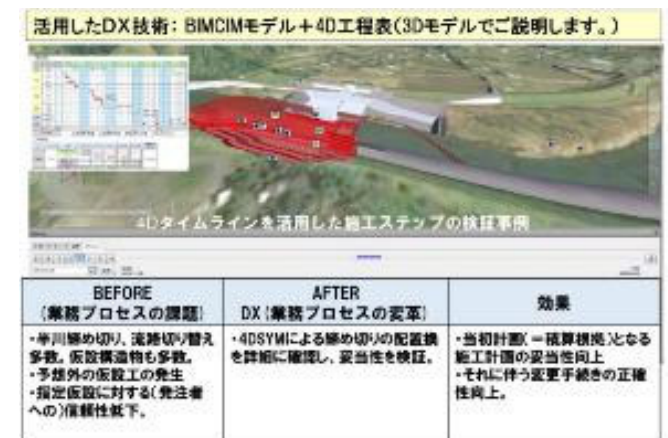 活用したDX技術：BIMCIMモデル＋4D工程表(3Dモデルでご説明します。)
4Dタイムラインを活用した施工ステップの検証事例
BEFORE
(業務プロセスの課題)
AFTER
DX(業務プロセスの変革)
効果
・半川締め切り、流路切り替え
多数。仮設構造物も多数。
・予想外の仮設工の発生
・指定仮設に対する(発注者
への)信頼性低下。
・4DSYMによる締め切りの配置
を詳細に確認し、妥当性を検証。
・当初計画(＝積算根拠)となる
施工計画の妥当性向上
・それに伴う変更手続きの正確
性向上。